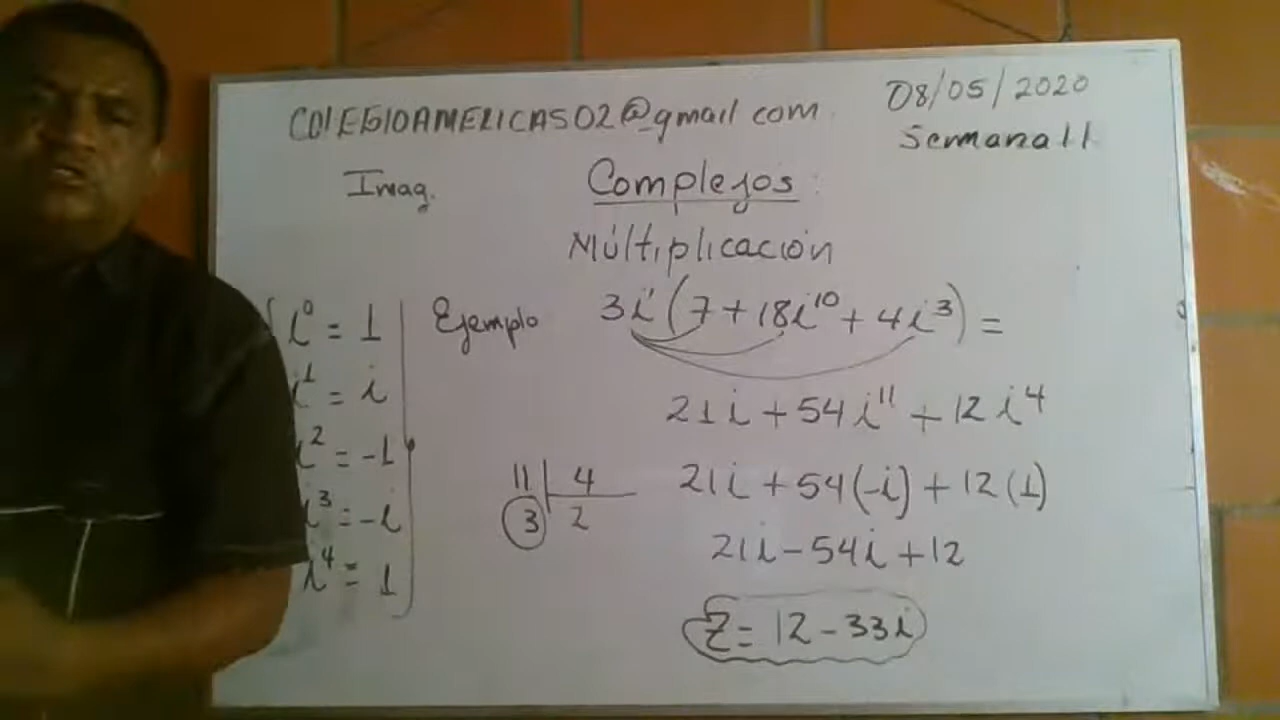 COLEGIOAMERICAS02@gmail com
08/05/2020
Semana 11
Imag.
Complejos:
Múltiplicación
i⁰ = 1
i¹ = i
i² = -1
i³ = -i
i⁴ = 1
Ejemplo 3i¹(7+18i¹⁰+4i³) =
21i+54i¹¹+12i⁴
11 | 4
3 2
21i+54(-i)+12(1)
21i-54i+12
Z=12-33i